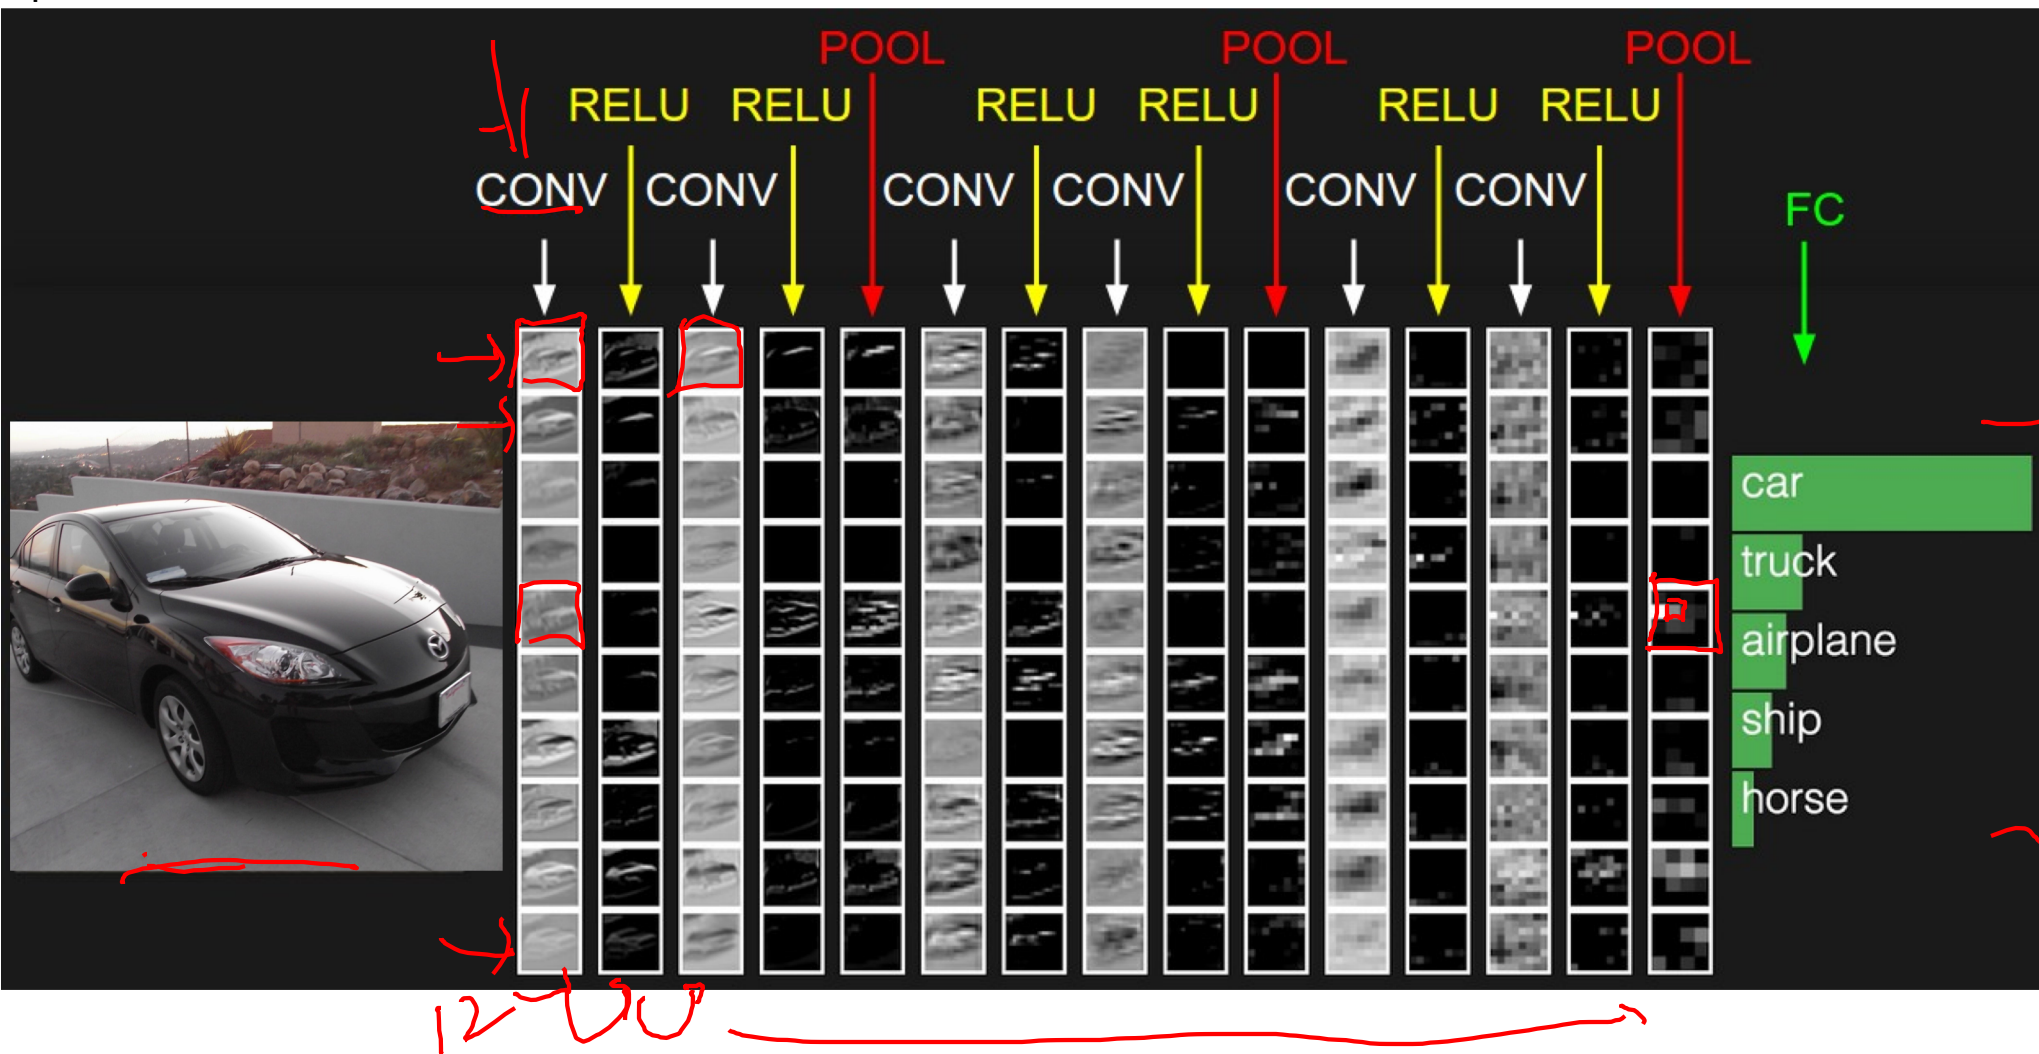 POOL POOL POOL
RELU RELU RELU RELU RELU RELU
CONV CONV CONV CONV CONV CONV
FC
car
truck
airplane
ship
horse